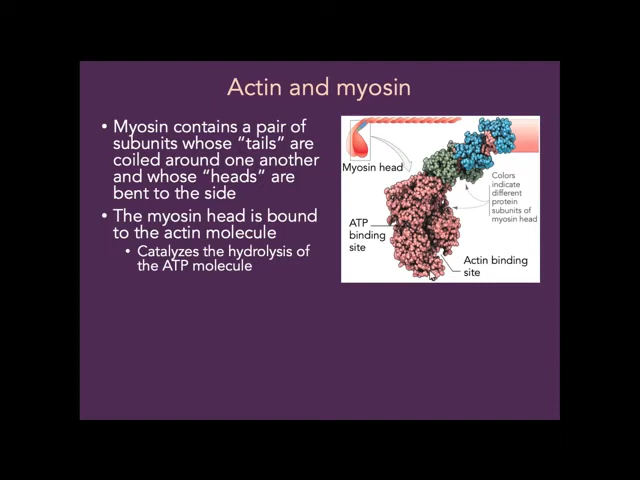 Actin and myosin
• Myosin contains a pair of
subunits whose “tails” are
coiled around one another
and whose “heads” are
bent to the side
• The myosin head is bound
to the actin molecule
• Catalyzes the hydrolysis of
the ATP molecule
Myosin head
Colors
indicate
different
protein
subunits of
myosin head
ATP
binding
site
Actin binding
site